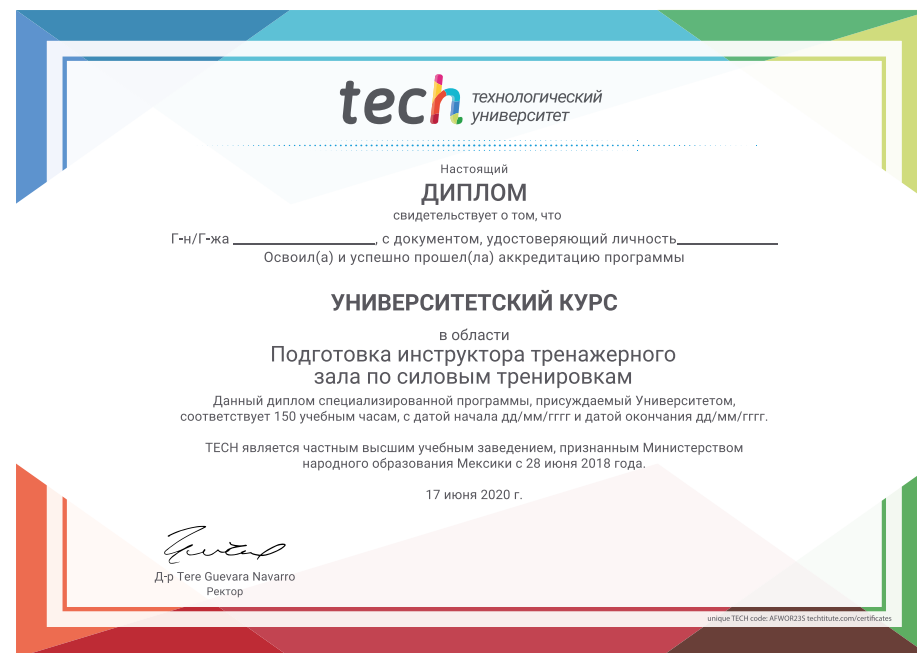 tech технологический
университет
Настоящий
ДИПЛОМ
свидетельствует о том, что
Г-н/Г-жа ________________, с документом, удостоверяющий личность____________
Освоил(а) и успешно прошел(ла) аккредитацию программы
УНИВЕРСИТЕТСКИЙ КУРС
в области
Подготовка инструктора тренажерного
зала по силовым тренировкам
Данный диплом специализированной программы, присуждаемый Университетом,
соответствует 150 учебным часам, с датой начала дд/мм/гггг и датой окончания дд/мм/гггг.
TECH является частным высшим учебным заведением, признанным Министерством
народного образования Мексики с 28 июня 2018 года.
17 июня 2020 г.
Д-р Tere Guevara Navarro
Ректор
unique TECH code: AFWOR23S techtitute.com/certificates